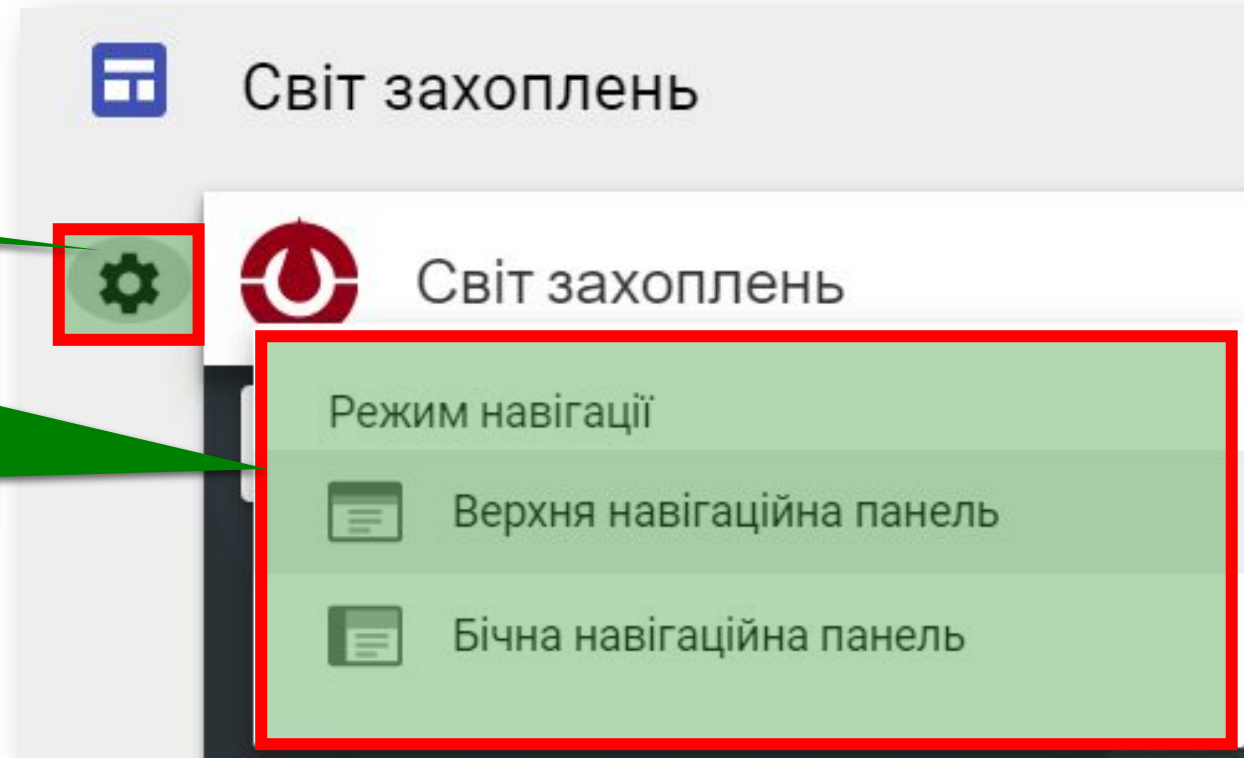 Світ захоплень
Світ захоплень
Режим навігації
Верхня навігаційна панель
Бічна навігаційна панель